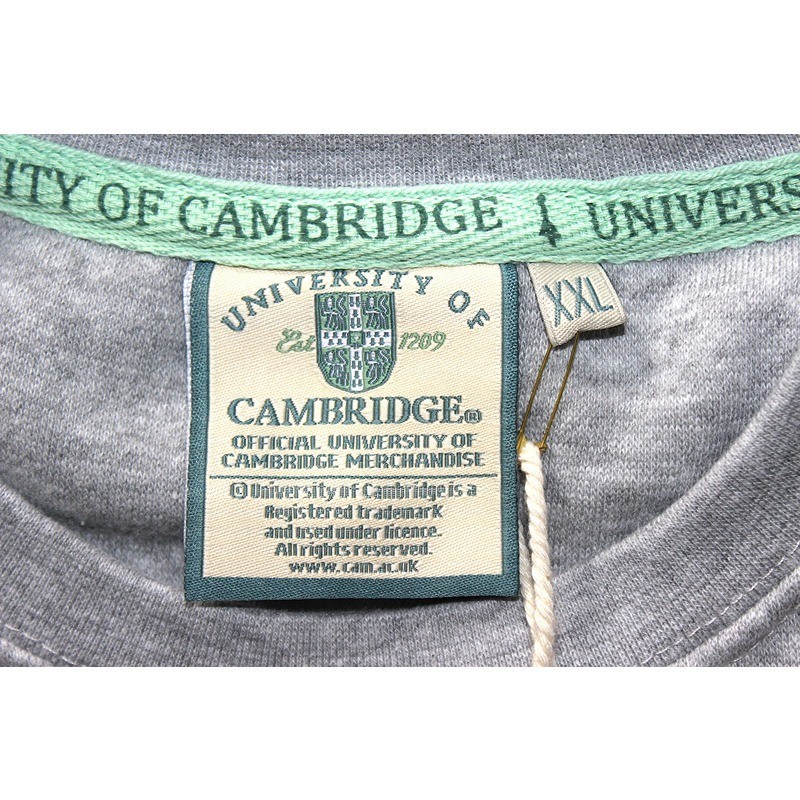 ITY OF CAMBRIDGE UNIVERS
UNIVERSITY OF
Est 1209
CAMBRIDGE®
OFFICIAL UNIVERSITY OF
CAMBRIDGE MERCHANDISE
© University of Cambridge is a
Registered trademark
and used under licence.
All rights reserved.
www.cam.ac.uk
XXL